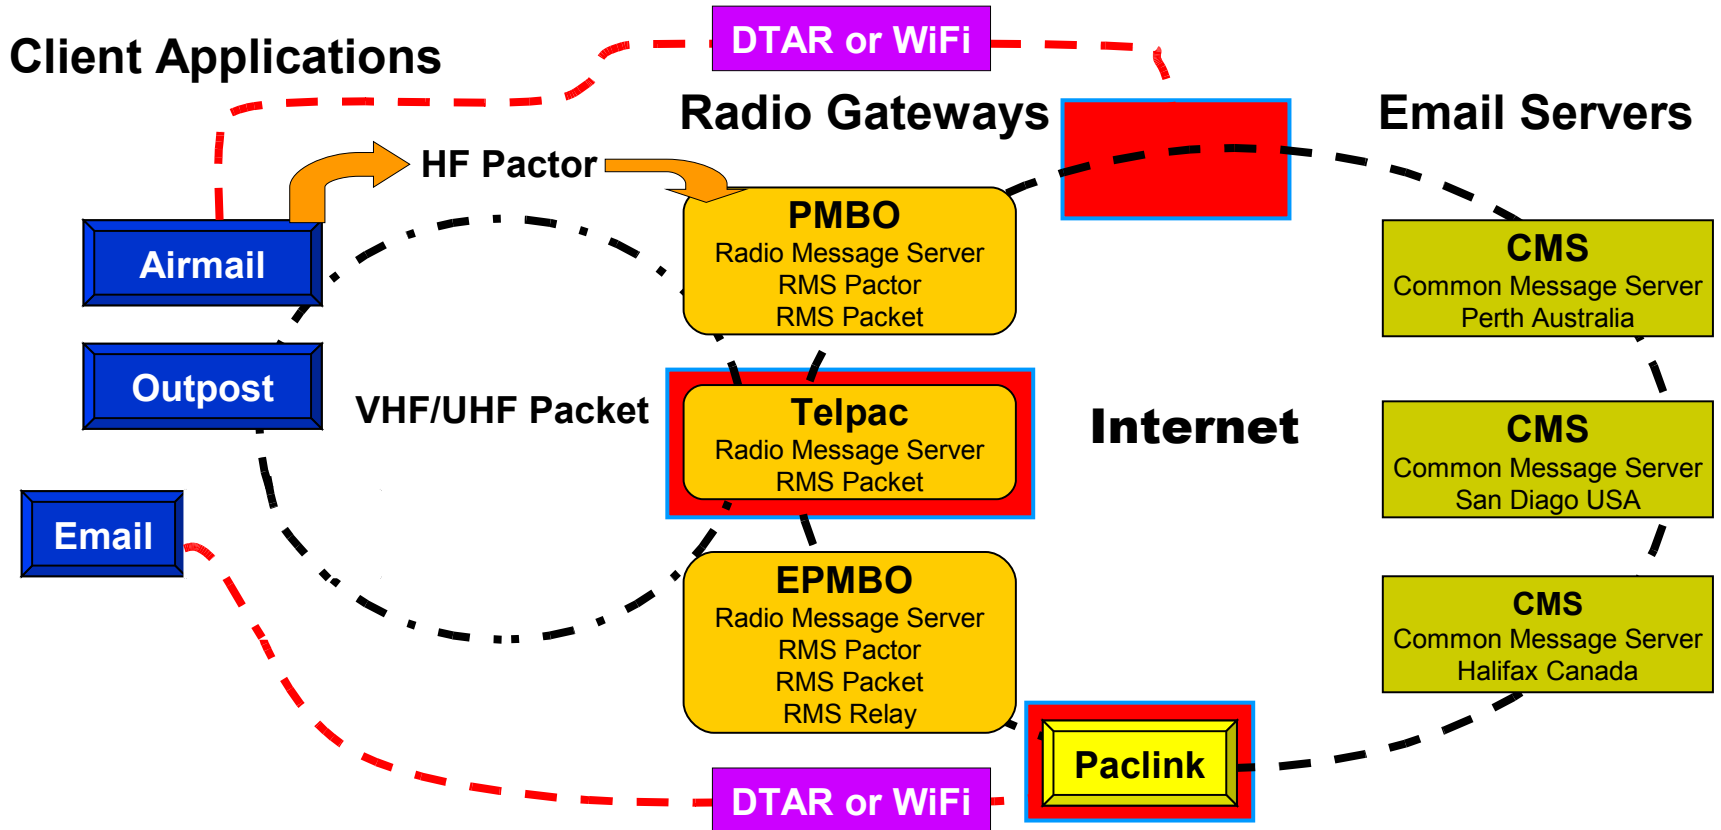 DTAR or WiFi
Client Applications
Radio Gateways
Email Servers
HF Pactor
PMBO
Radio Message Server
RMS Pactor
RMS Packet
Airmail
CMS
Common Message Server
Perth Australia
Outpost
VHF/UHF Packet
Telpac
Radio Message Server
RMS Packet
Internet
CMS
Common Message Server
San Diago USA
Email
EPMBO
Radio Message Server
RMS Pactor
RMS Packet
RMS Relay
CMS
Common Message Server
Halifax Canada
Paclink
DTAR or WiFi